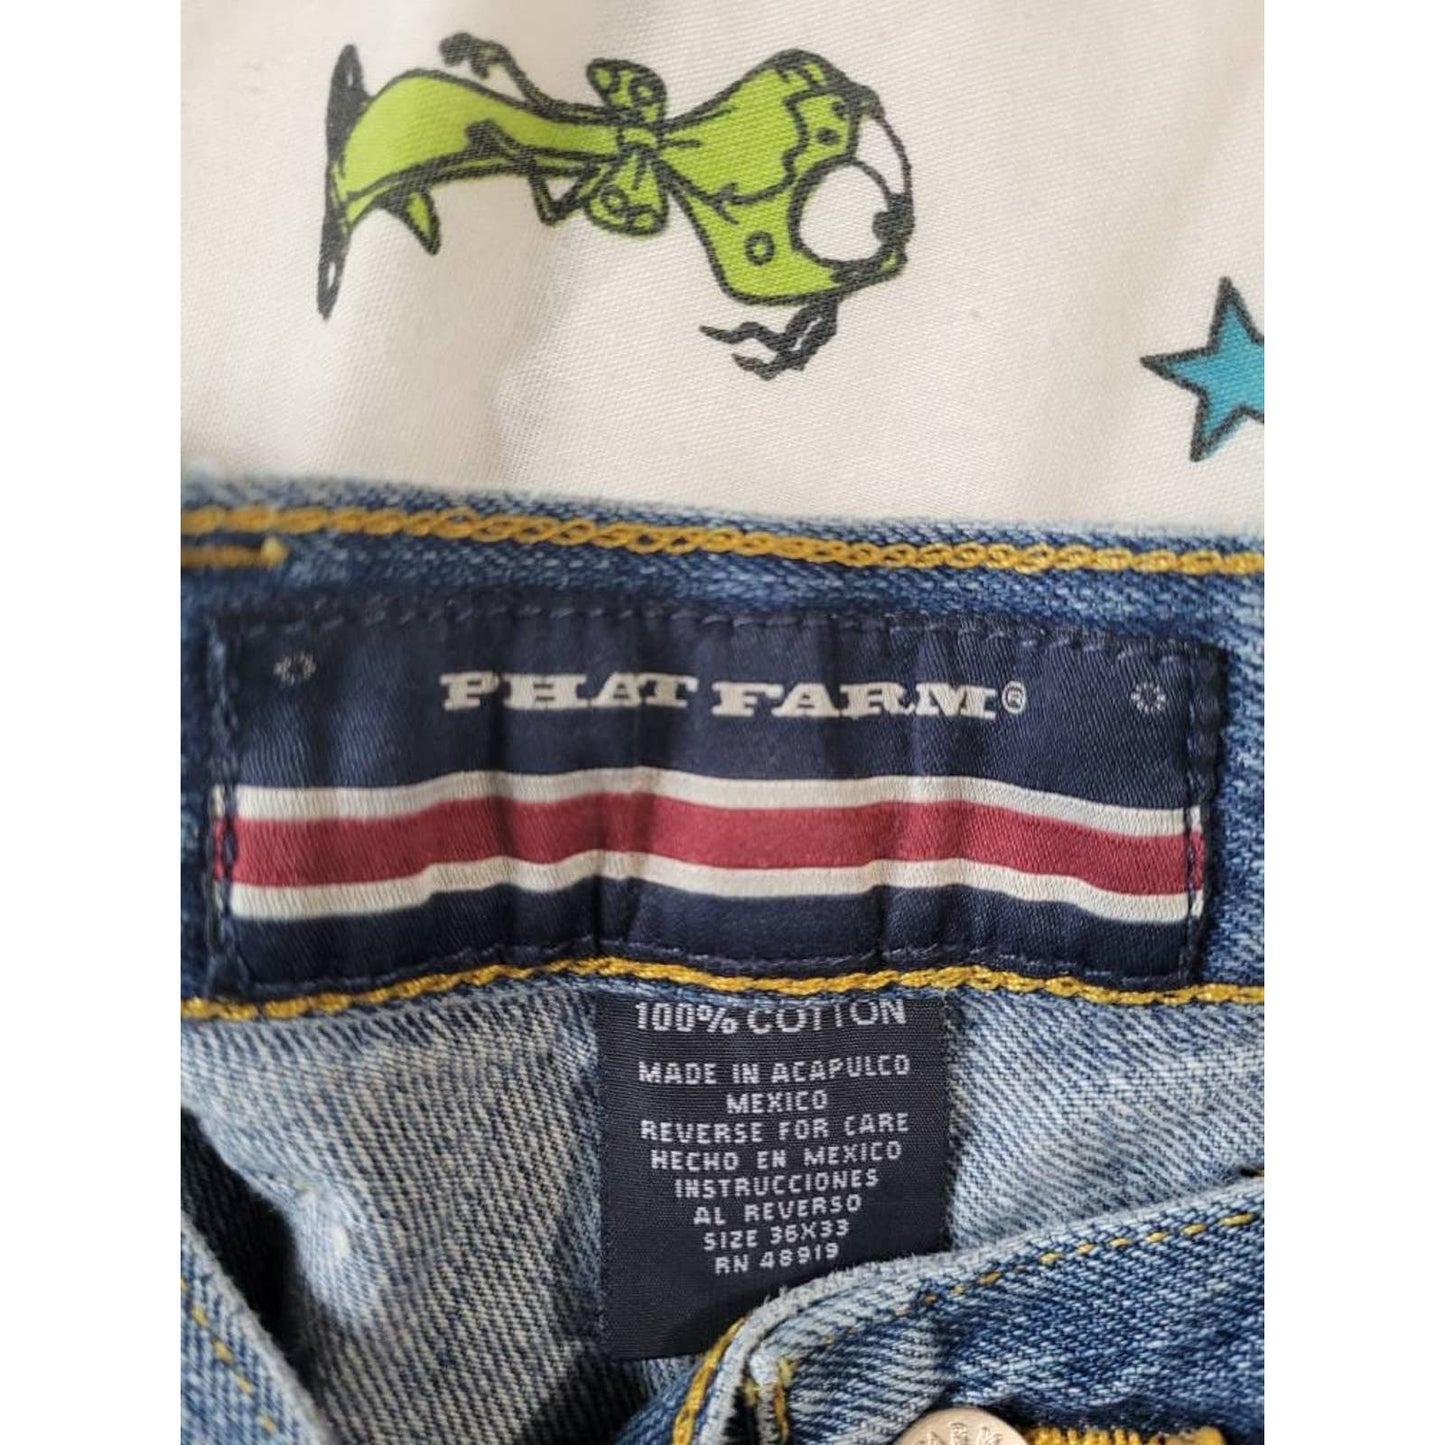 PHAT FARM®
100% COTTON
MADE IN ACAPULCO
MEXICO
REVERSE FOR CARE
HECHO EN MEXICO
INSTRUCCIONES
AL REVERSO
SIZE 36X33
RN 48919